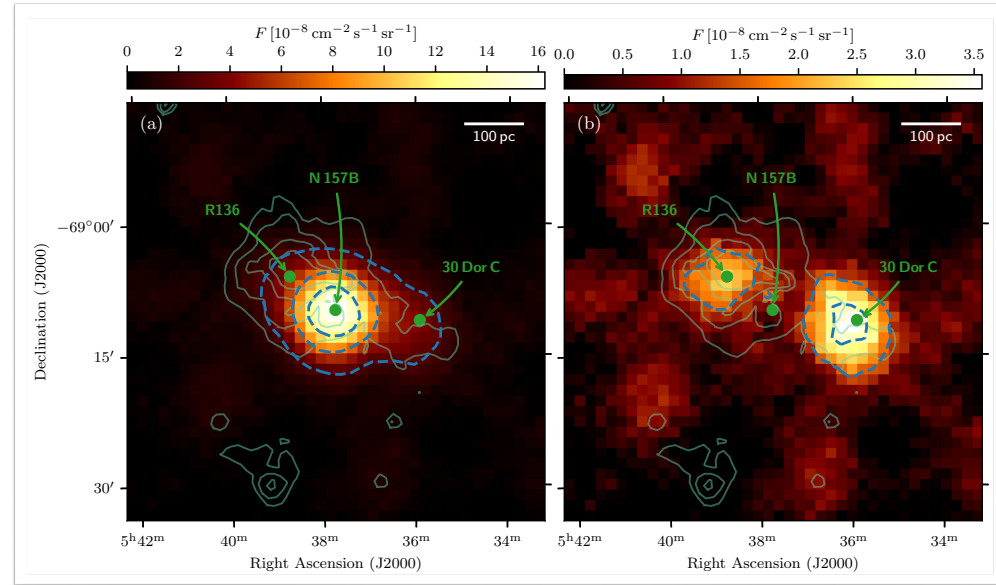 F [10⁻⁸ cm⁻² s⁻¹ sr⁻¹]
0 2 4 6 8 10 12 14 16
(a)
100 pc
N 157B
R136
30 Dor C
−69°00′
15′
30′
Declination (J2000)
5ʰ42ᵐ 40ᵐ 38ᵐ 36ᵐ 34ᵐ
Right Ascension (J2000)
F [10⁻⁸ cm⁻² s⁻¹ sr⁻¹]
0.0 0.5 1.0 1.5 2.0 2.5 3.0 3.5
(b)
100 pc
N 157B
R136
30 Dor C
5ʰ42ᵐ 40ᵐ 38ᵐ 36ᵐ 34ᵐ
Right Ascension (J2000)